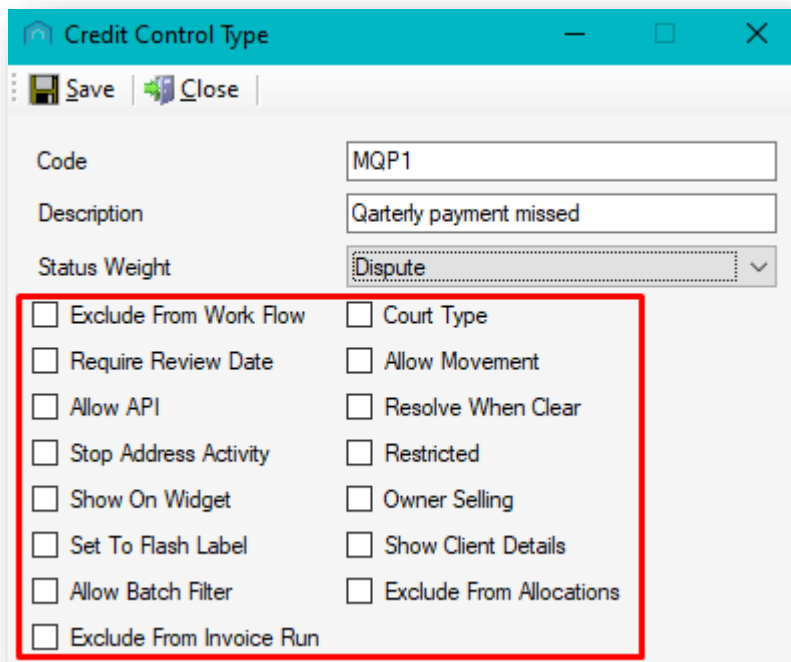 Credit Control Type
Save Close
Code MQP1
Description Qarterly payment missed
Status Weight Dispute
Exclude From Work Flow Court Type
Require Review Date Allow Movement
Allow API Resolve When Clear
Stop Address Activity Restricted
Show On Widget Owner Selling
Set To Flash Label Show Client Details
Allow Batch Filter Exclude From Allocations
Exclude From Invoice Run